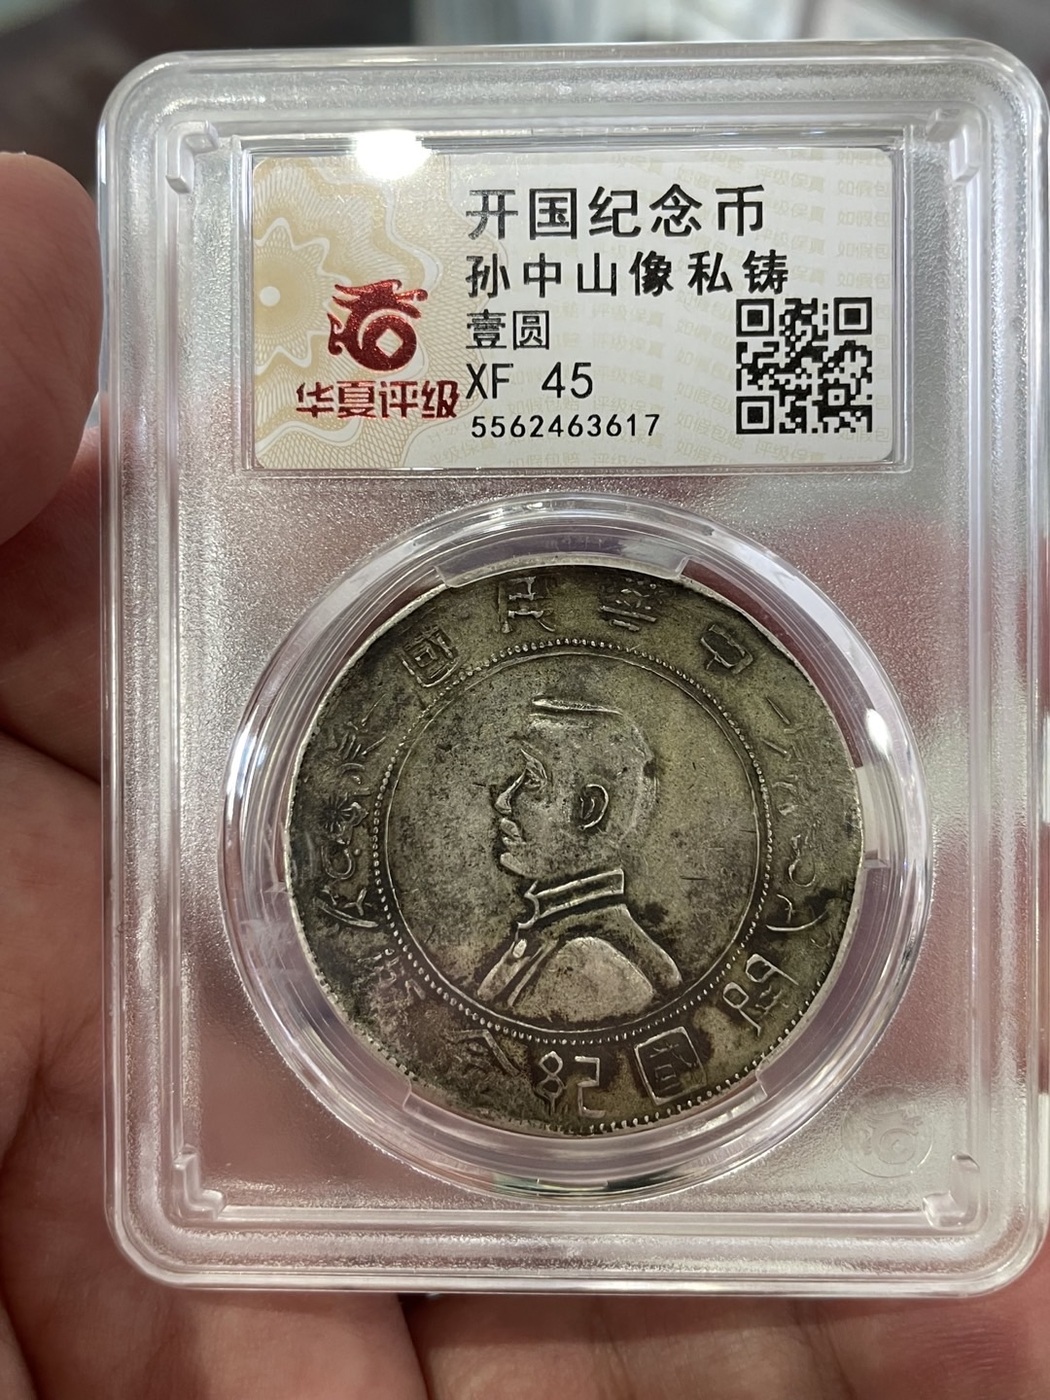 开国纪念币
孙中山像私铸
壹圆
XF 45
5562463617
华夏评级
國民華中
開國紀念幣